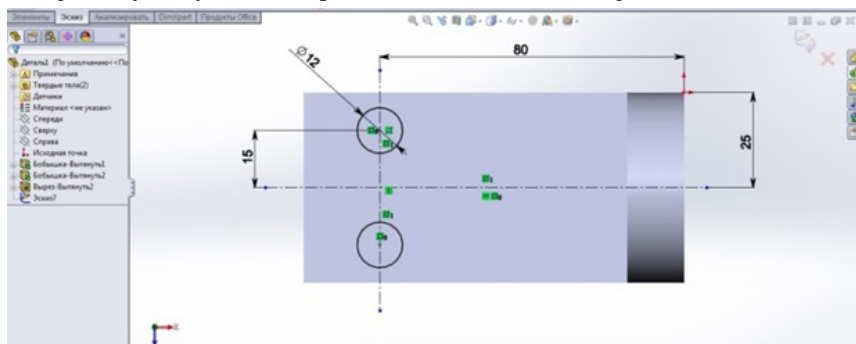 Элементы Эскиз Анализировать DimXpert Продукты Office
Деталь1 (По умолчанию<<По
Примечания
Твердые тела(2)
Датчики
Материал <не указан>
Спереди
Сверху
Справа
Исходная точка
Бобышка-Вытянуть1
Бобышка-Вытянуть2
Вырез-Вытянуть2
Эскиз7
80
Ø12
15
25